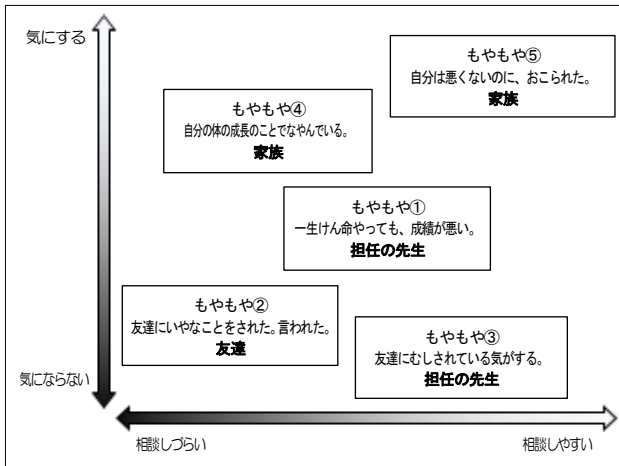 気にする
もやもや⑤
自分は悪くないのに、おこられた。
家族
もやもや④
自分の体の成長のことでなやんでいる。
家族
もやもや①
一生けん命やっても、成績が悪い。
担任の先生
もやもや②
友達にいやなことをされた。言われた。
友達
もやもや③
友達にむしされている気がする。
担任の先生
気にならない
相談しづらい
相談しやすい